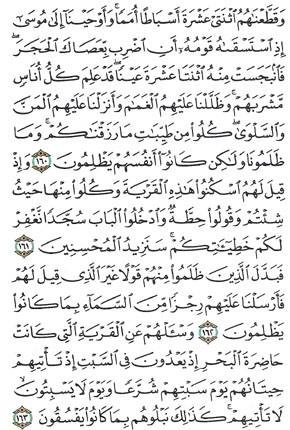 وَقَطَّعْنَٰهُمُ ٱثْنَتَىْ عَشْرَةَ أَسْبَاطًا أُمَمًا ۚ وَأَوْحَيْنَآ إِلَىٰ مُوسَىٰٓ
إِذِ ٱسْتَسْقَىٰهُ قَوْمُهُۥٓ أَنِ ٱضْرِب بِّعَصَاكَ ٱلْحَجَرَ ۖ
فَٱنۢبَجَسَتْ مِنْهُ ٱثْنَتَا عَشْرَةَ عَيْنًا ۖ قَدْ عَلِمَ كُلُّ أُنَاسٍ
مَّشْرَبَهُمْ ۚ وَظَلَّلْنَا عَلَيْهِمُ ٱلْغَمَٰمَ وَأَنزَلْنَا عَلَيْهِمُ ٱلْمَنَّ
وَٱلسَّلْوَىٰ ۖ كُلُوا۟ مِن طَيِّبَٰتِ مَا رَزَقْنَٰكُمْ ۚ وَمَا
ظَلَمُونَا وَلَٰكِن كَانُوٓا۟ أَنفُسَهُمْ يَظْلِمُونَ ١٦٠ وَإِذْ
قِيلَ لَهُمُ ٱسْكُنُوا۟ هَٰذِهِ ٱلْقَرْيَةَ وَكُلُوا۟ مِنْهَا حَيْثُ
شِئْتُمْ وَقُولُوا۟ حِطَّةٌ وَٱدْخُلُوا۟ ٱلْبَابَ سُجَّدًا نَّغْفِرْ
لَكُمْ خَطِيٓـَٰٔتِكُمْ ۚ سَنَزِيدُ ٱلْمُحْسِنِينَ ١٦١
فَبَدَّلَ ٱلَّذِينَ ظَلَمُوا۟ مِنْهُمْ قَوْلًا غَيْرَ ٱلَّذِى قِيلَ لَهُمْ
فَأَرْسَلْنَا عَلَيْهِمْ رِجْزًا مِّنَ ٱلسَّمَآءِ بِمَا كَانُوا۟
يَظْلِمُونَ ١٦٢ وَسْـَٔلْهُمْ عَنِ ٱلْقَرْيَةِ ٱلَّتِى كَانَتْ
حَاضِرَةَ ٱلْبَحْرِ إِذْ يَعْدُونَ فِى ٱلسَّبْتِ إِذْ تَأْتِيهِمْ
حِيتَانُهُمْ يَوْمَ سَبْتِهِمْ شُرَّعًا وَيَوْمَ لَا يَسْبِتُونَ ۙ
لَا تَأْتِيهِمْ ۚ كَذَٰلِكَ نَبْلُوهُم بِمَا كَانُوا۟ يَفْسُقُونَ ١٦٣